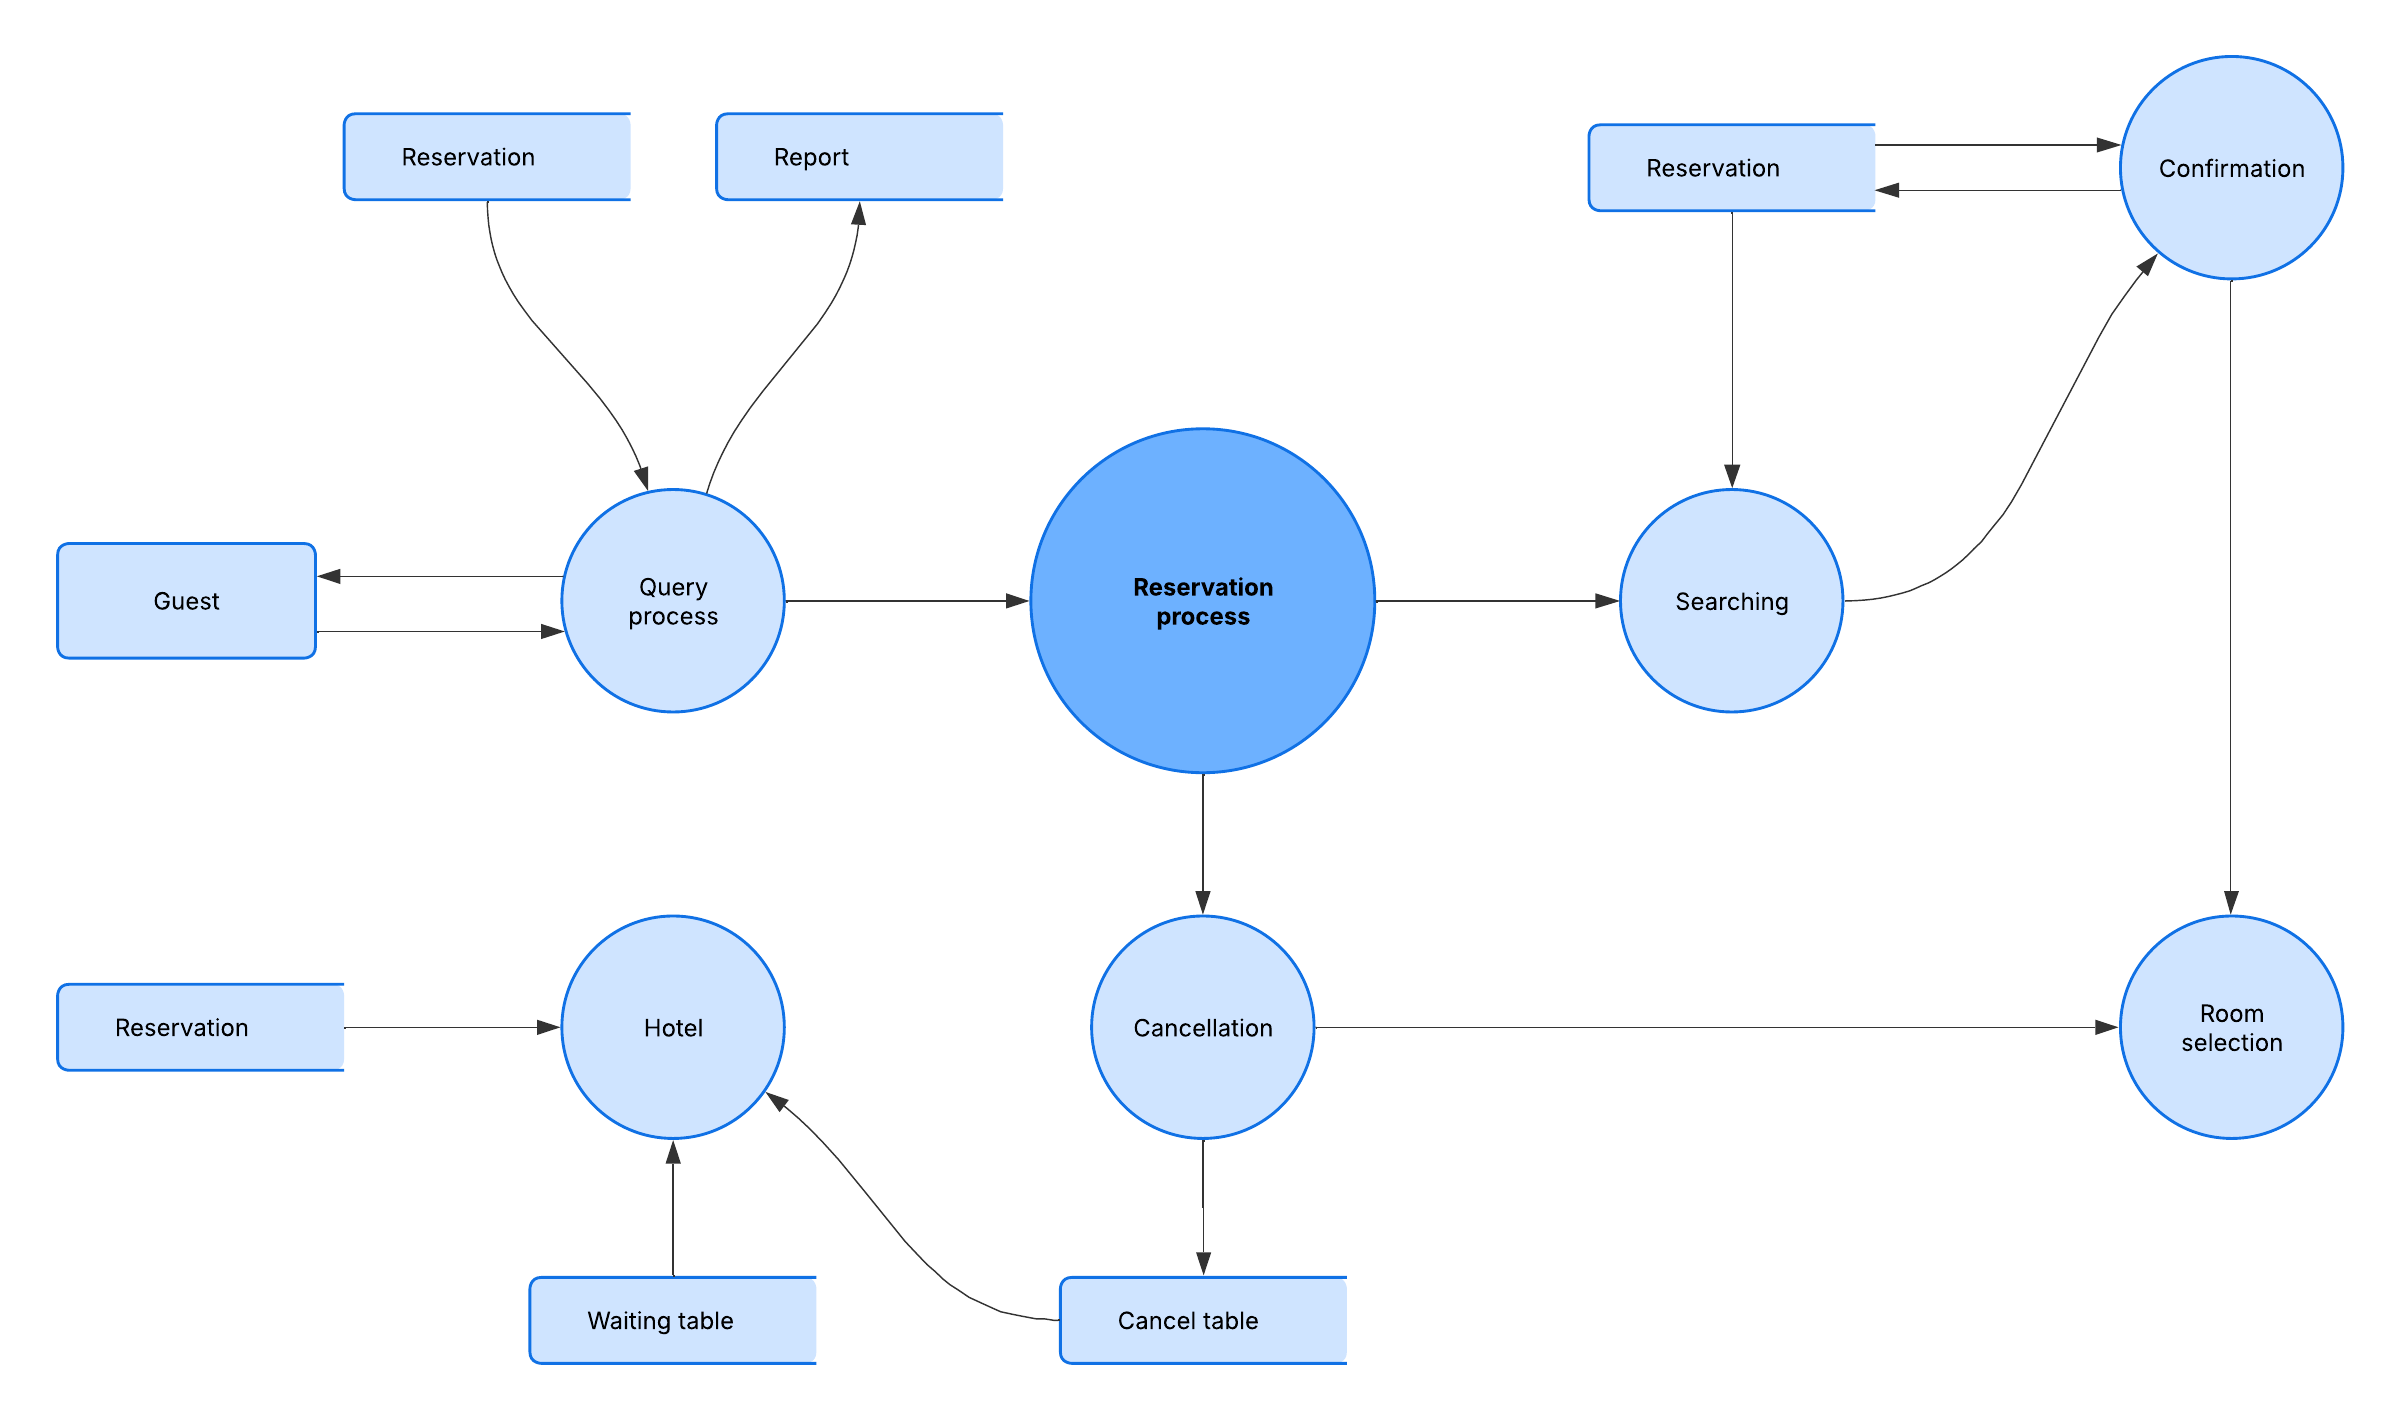 Reservation
Report
Reservation
Confirmation
Guest
Query
process
Reservation
process
Searching
Reservation
Hotel
Cancellation
Room
selection
Waiting table
Cancel table